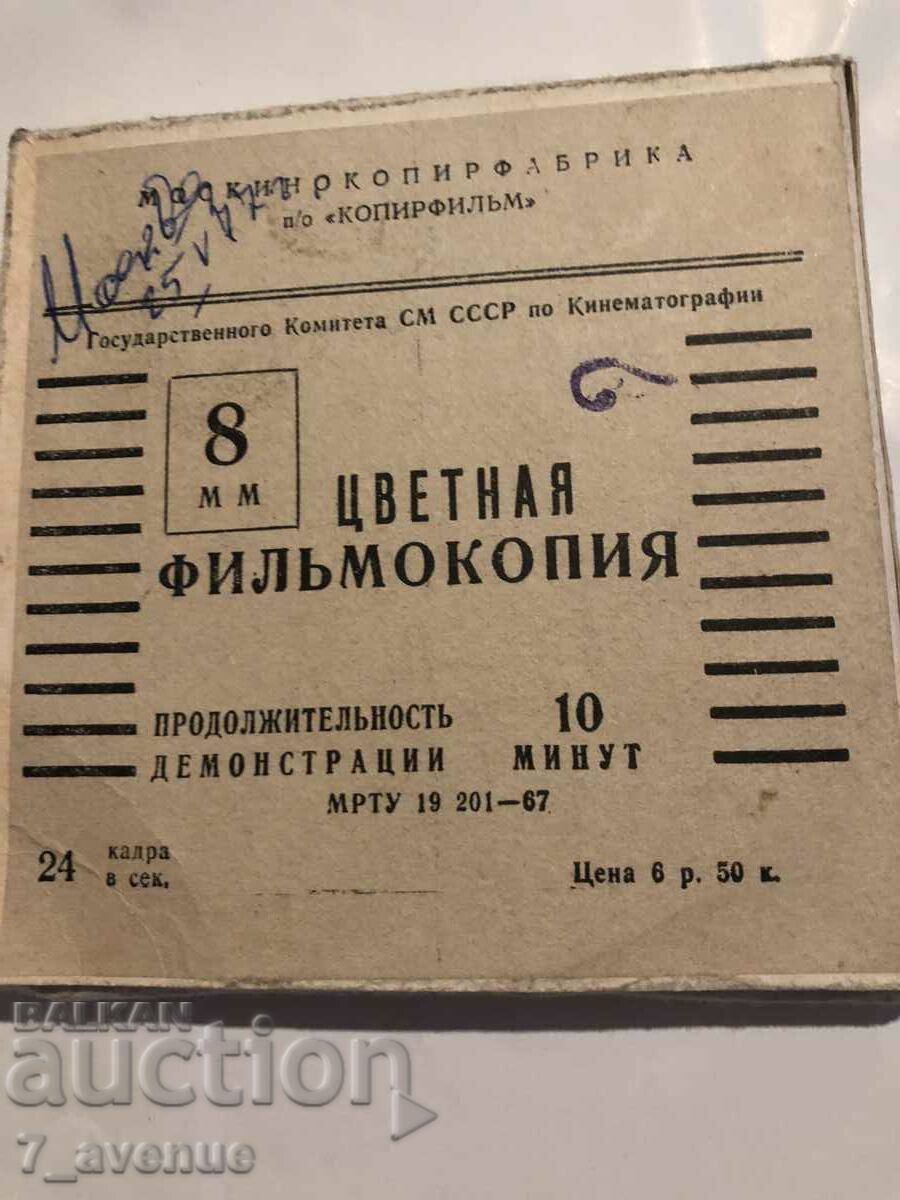 МОСКИНОКОПИРФАБРИКА
п/о «КОПИРФИЛЬМ»
Государственного Комитета СМ СССР по Кинематографии
8
мм
ЦВЕТНАЯ
ФИЛЬМОКОПИЯ
ПРОДОЛЖИТЕЛЬНОСТЬ 10
ДЕМОНСТРАЦИИ МИНУТ
МРТУ 19 201—67
24 кадра
в сек.
Цена 6 р. 50 к.
BALKAN
auction
7_avenue